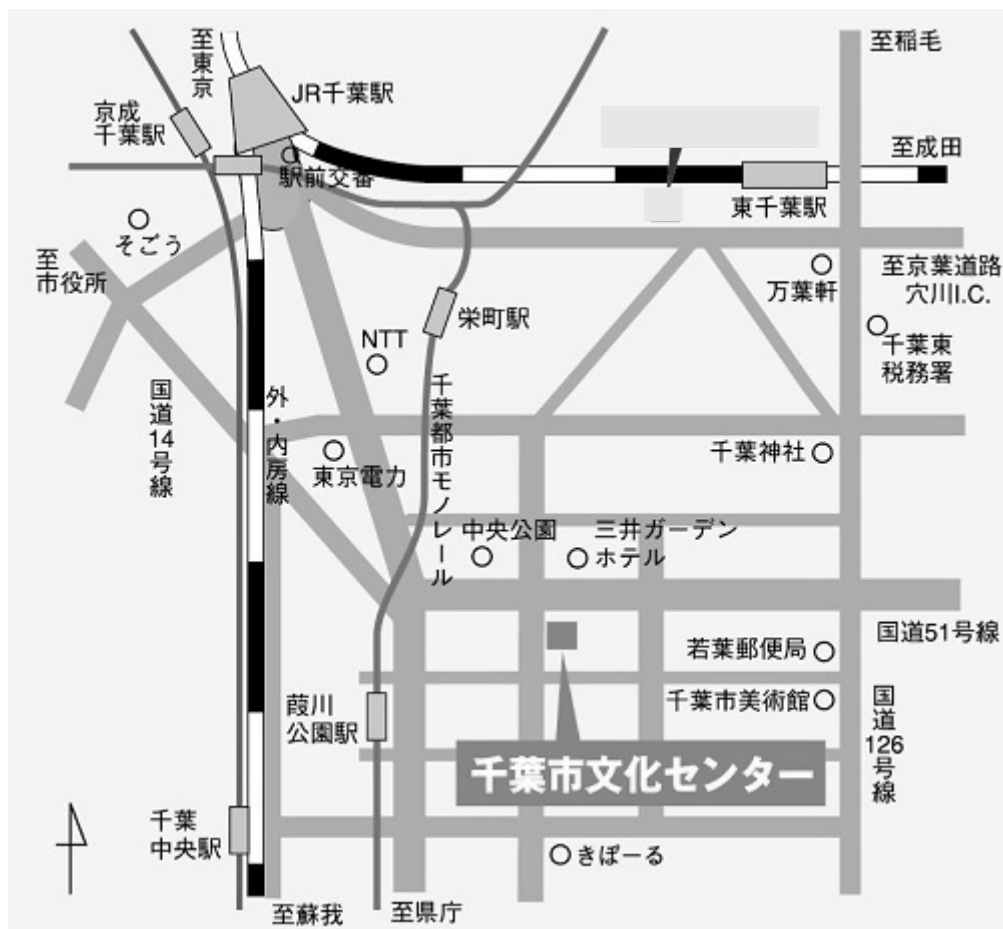 至東京
JR千葉駅
京成
千葉駅
駅前交番
至稲毛
至成田
東千葉駅
そごう
至
市役所
万葉軒
至京葉道路
穴川I.C.
栄町駅
NTT
千葉東
税務署
国道14号線
外・内房線
千葉都市モノレール
東京電力
千葉神社
中央公園
三井ガーデン
ホテル
国道51号線
若葉郵便局
千葉市美術館
葭川
公園駅
国道126号線
千葉市文化センター
千葉
中央駅
きぼーる
至蘇我
至県庁